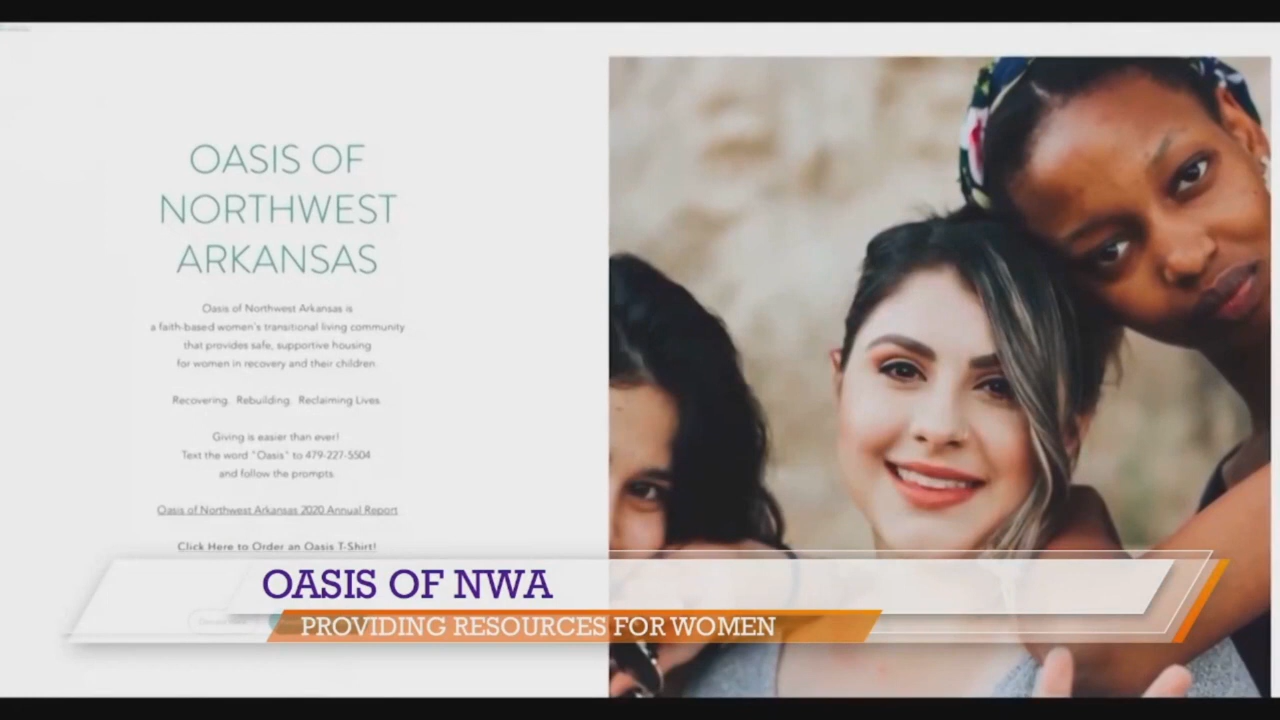 OASIS OF
NORTHWEST
ARKANSAS
Oasis of Northwest Arkansas is
a faith-based women's transitional living community
that provides safe, supportive housing
for women in recovery and their children.
Recovering. Rebuilding. Reclaiming Lives.
Giving is easier than ever!
Text the word "Oasis" to 479-227-5504
and follow the prompts.
Oasis of Northwest Arkansas 2020 Annual Report
Click Here to Order an Oasis T-Shirt!
OASIS OF NWA
PROVIDING RESOURCES FOR WOMEN